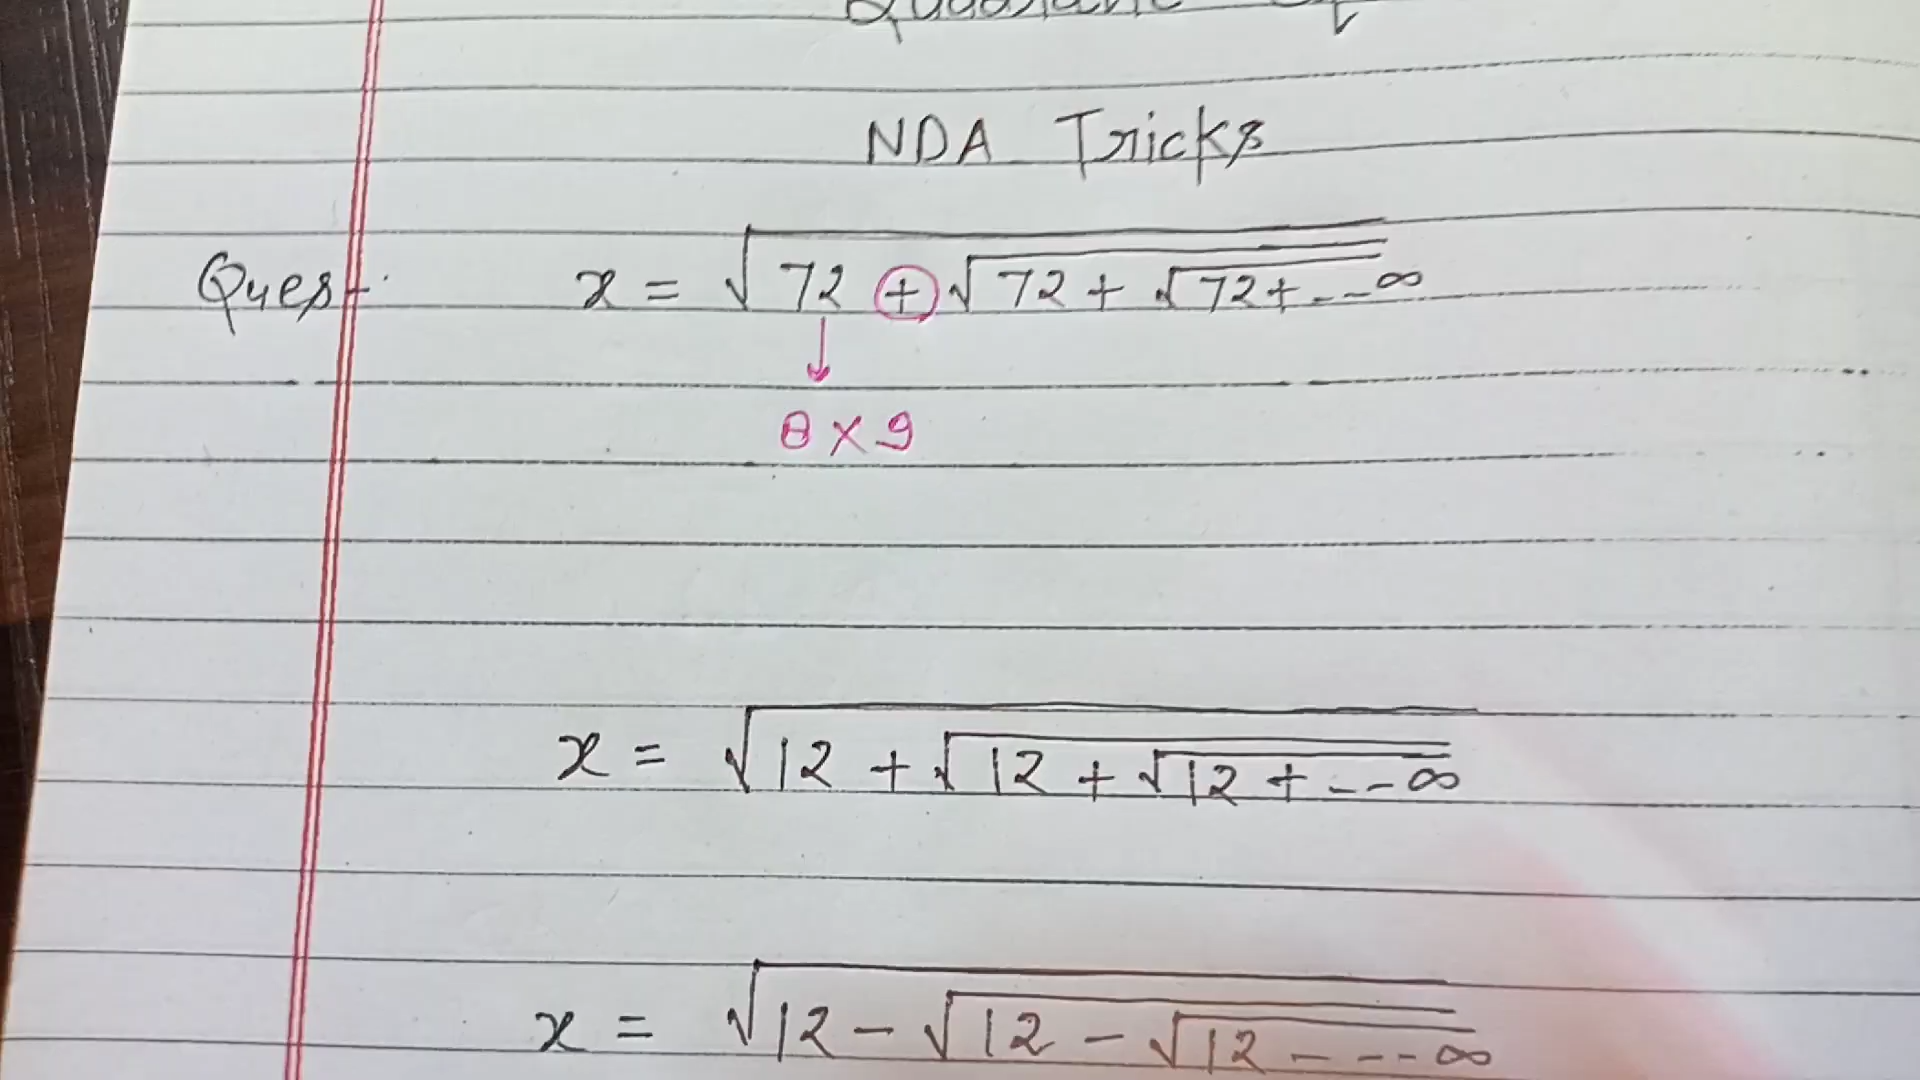 NDA Tricks
Ques-. x = √72 + √72 + √72 + - - ∞
8 × 9
x = √12 + √12 + √12 + - - - ∞
x = √12 - √12 - √12 - - - - ∞